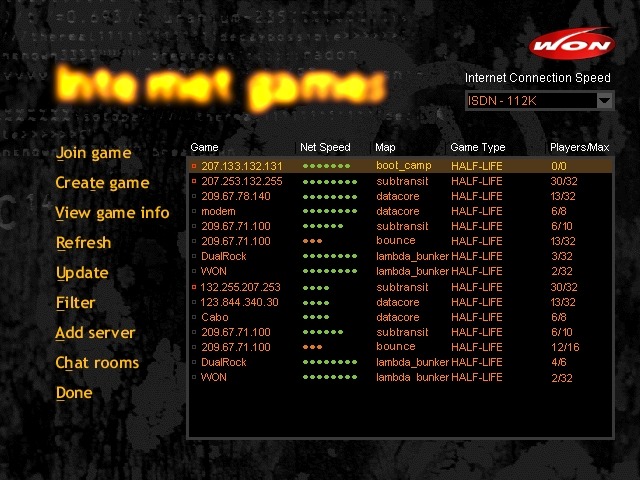 WON
Internet games
Internet Connection Speed
ISDN - 112K
Join game
Create game
View game info
Refresh
Update
Filter
Add server
Chat rooms
Done
Game Net Speed Map Game Type Players/Max
207.133.132.131 boot_camp HALF-LIFE 0/0
207.253.132.255 subtransit HALF-LIFE 30/32
209.67.78.140 datacore HALF-LIFE 13/32
modem datacore HALF-LIFE 6/8
209.67.71.100 subtransit HALF-LIFE 6/10
209.67.71.100 bounce HALF-LIFE 13/32
DualRock lambda_bunker HALF-LIFE 3/32
WON lambda_bunker HALF-LIFE 2/32
132.255.207.253 subtransit HALF-LIFE 30/32
123.844.340.30 datacore HALF-LIFE 13/32
Cabo datacore HALF-LIFE 6/8
209.67.71.100 subtransit HALF-LIFE 6/10
209.67.71.100 bounce HALF-LIFE 12/16
DualRock lambda_bunker HALF-LIFE 4/6
WON lambda_bunker HALF-LIFE 2/32